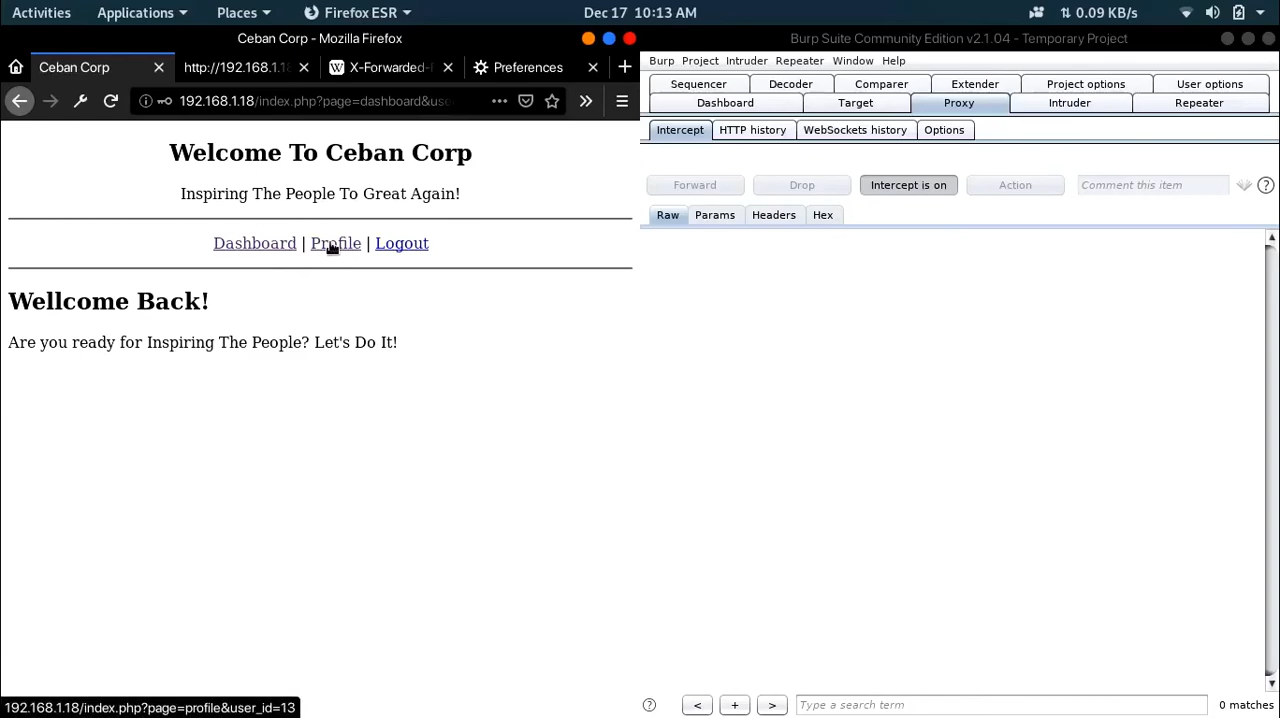 Activities Applications Places Firefox ESR Dec 17 10:13 AM 0.09 KB/s
Ceban Corp - Mozilla Firefox
Ceban Corp http://192.168.1.18 X-Forwarded- Preferences
192.168.1.18/index.php?page=dashboard&use
Welcome To Ceban Corp
Inspiring The People To Great Again!
Dashboard | Profile | Logout
Wellcome Back!
Are you ready for Inspiring The People? Let's Do It!
192.168.1.18/index.php?page=profile&user_id=13
Burp Suite Community Edition v2.1.04 - Temporary Project
Burp Project Intruder Repeater Window Help
Sequencer Decoder Comparer Extender Project options User options
Dashboard Target Proxy Intruder Repeater
Intercept HTTP history WebSockets history Options
Forward Drop Intercept is on Action Comment this item ?
Raw Params Headers Hex
? < + > Type a search term 0 matches